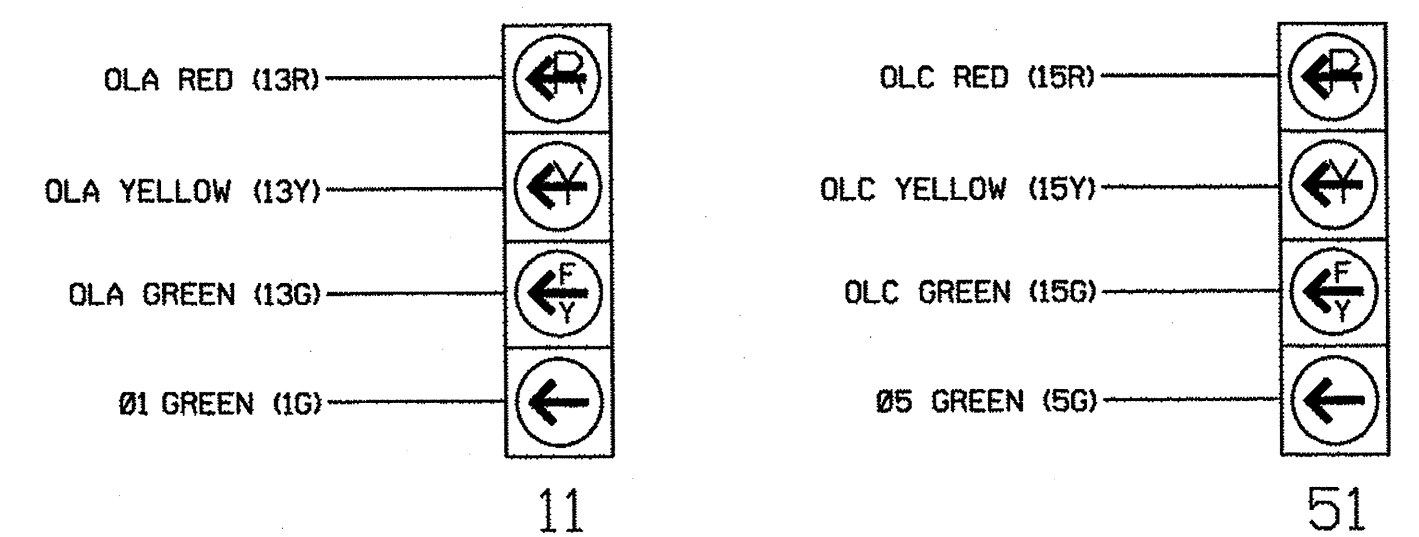 OLA RED (13R)
R
OLA YELLOW (13Y)
Y
OLA GREEN (13G)
F
Y
Ø1 GREEN (1G)
11
OLC RED (15R)
R
OLC YELLOW (15Y)
Y
OLC GREEN (15G)
F
Y
Ø5 GREEN (5G)
51